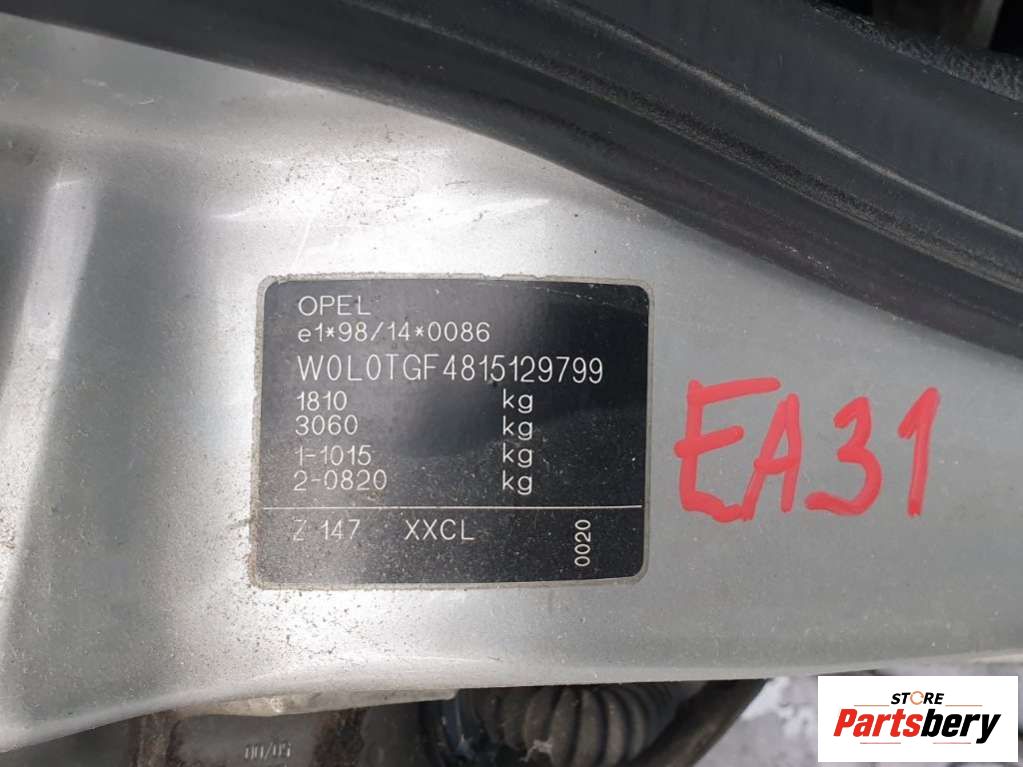 OPEL
e1*98/14*0086
W0L0TGF4815129799
1810 kg
3060 kg
1-1015 kg
2-0820 kg
Z 147 XXCL 0020
EA31
STORE
Partsbery